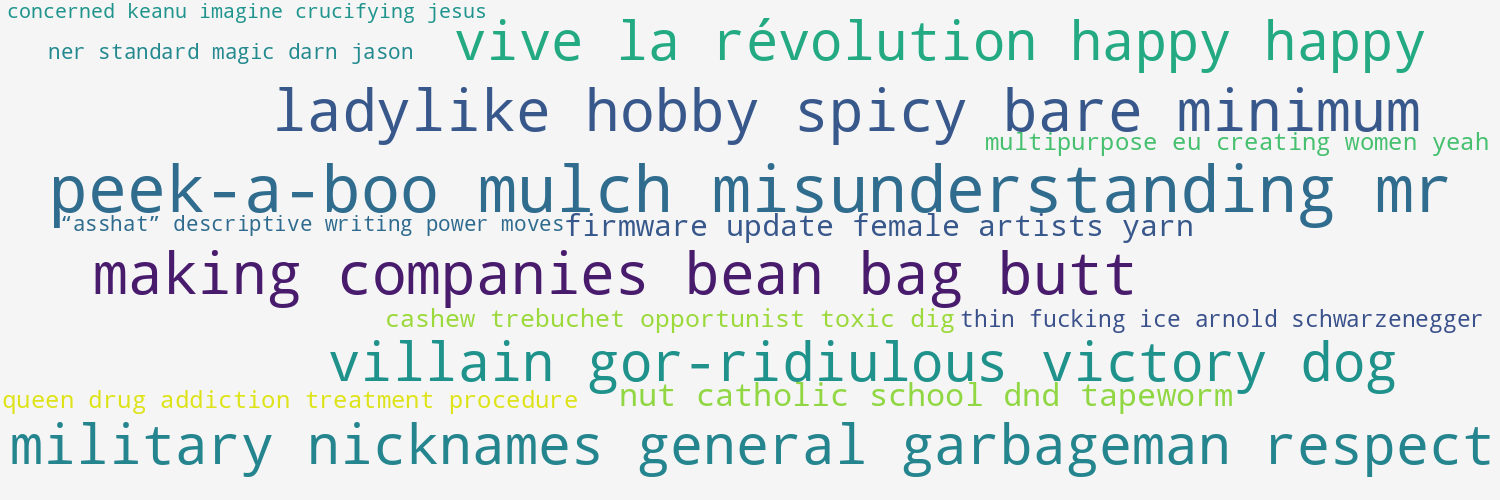 concerned keanu imagine crucifying jesus
vive la révolution happy happy
ner standard magic darn jason
ladylike hobby spicy bare minimum
multipurpose eu creating women yeah
peek-a-boo mulch misunderstanding mr
“asshat” descriptive writing power moves
firmware update female artists yarn
making companies bean bag butt
cashew trebuchet opportunist toxic dig
thin fucking ice arnold schwarzenegger
villain gor-ridiulous victory dog
queen drug addiction treatment procedure
nut catholic school dnd tapeworm
military nicknames general garbageman respect